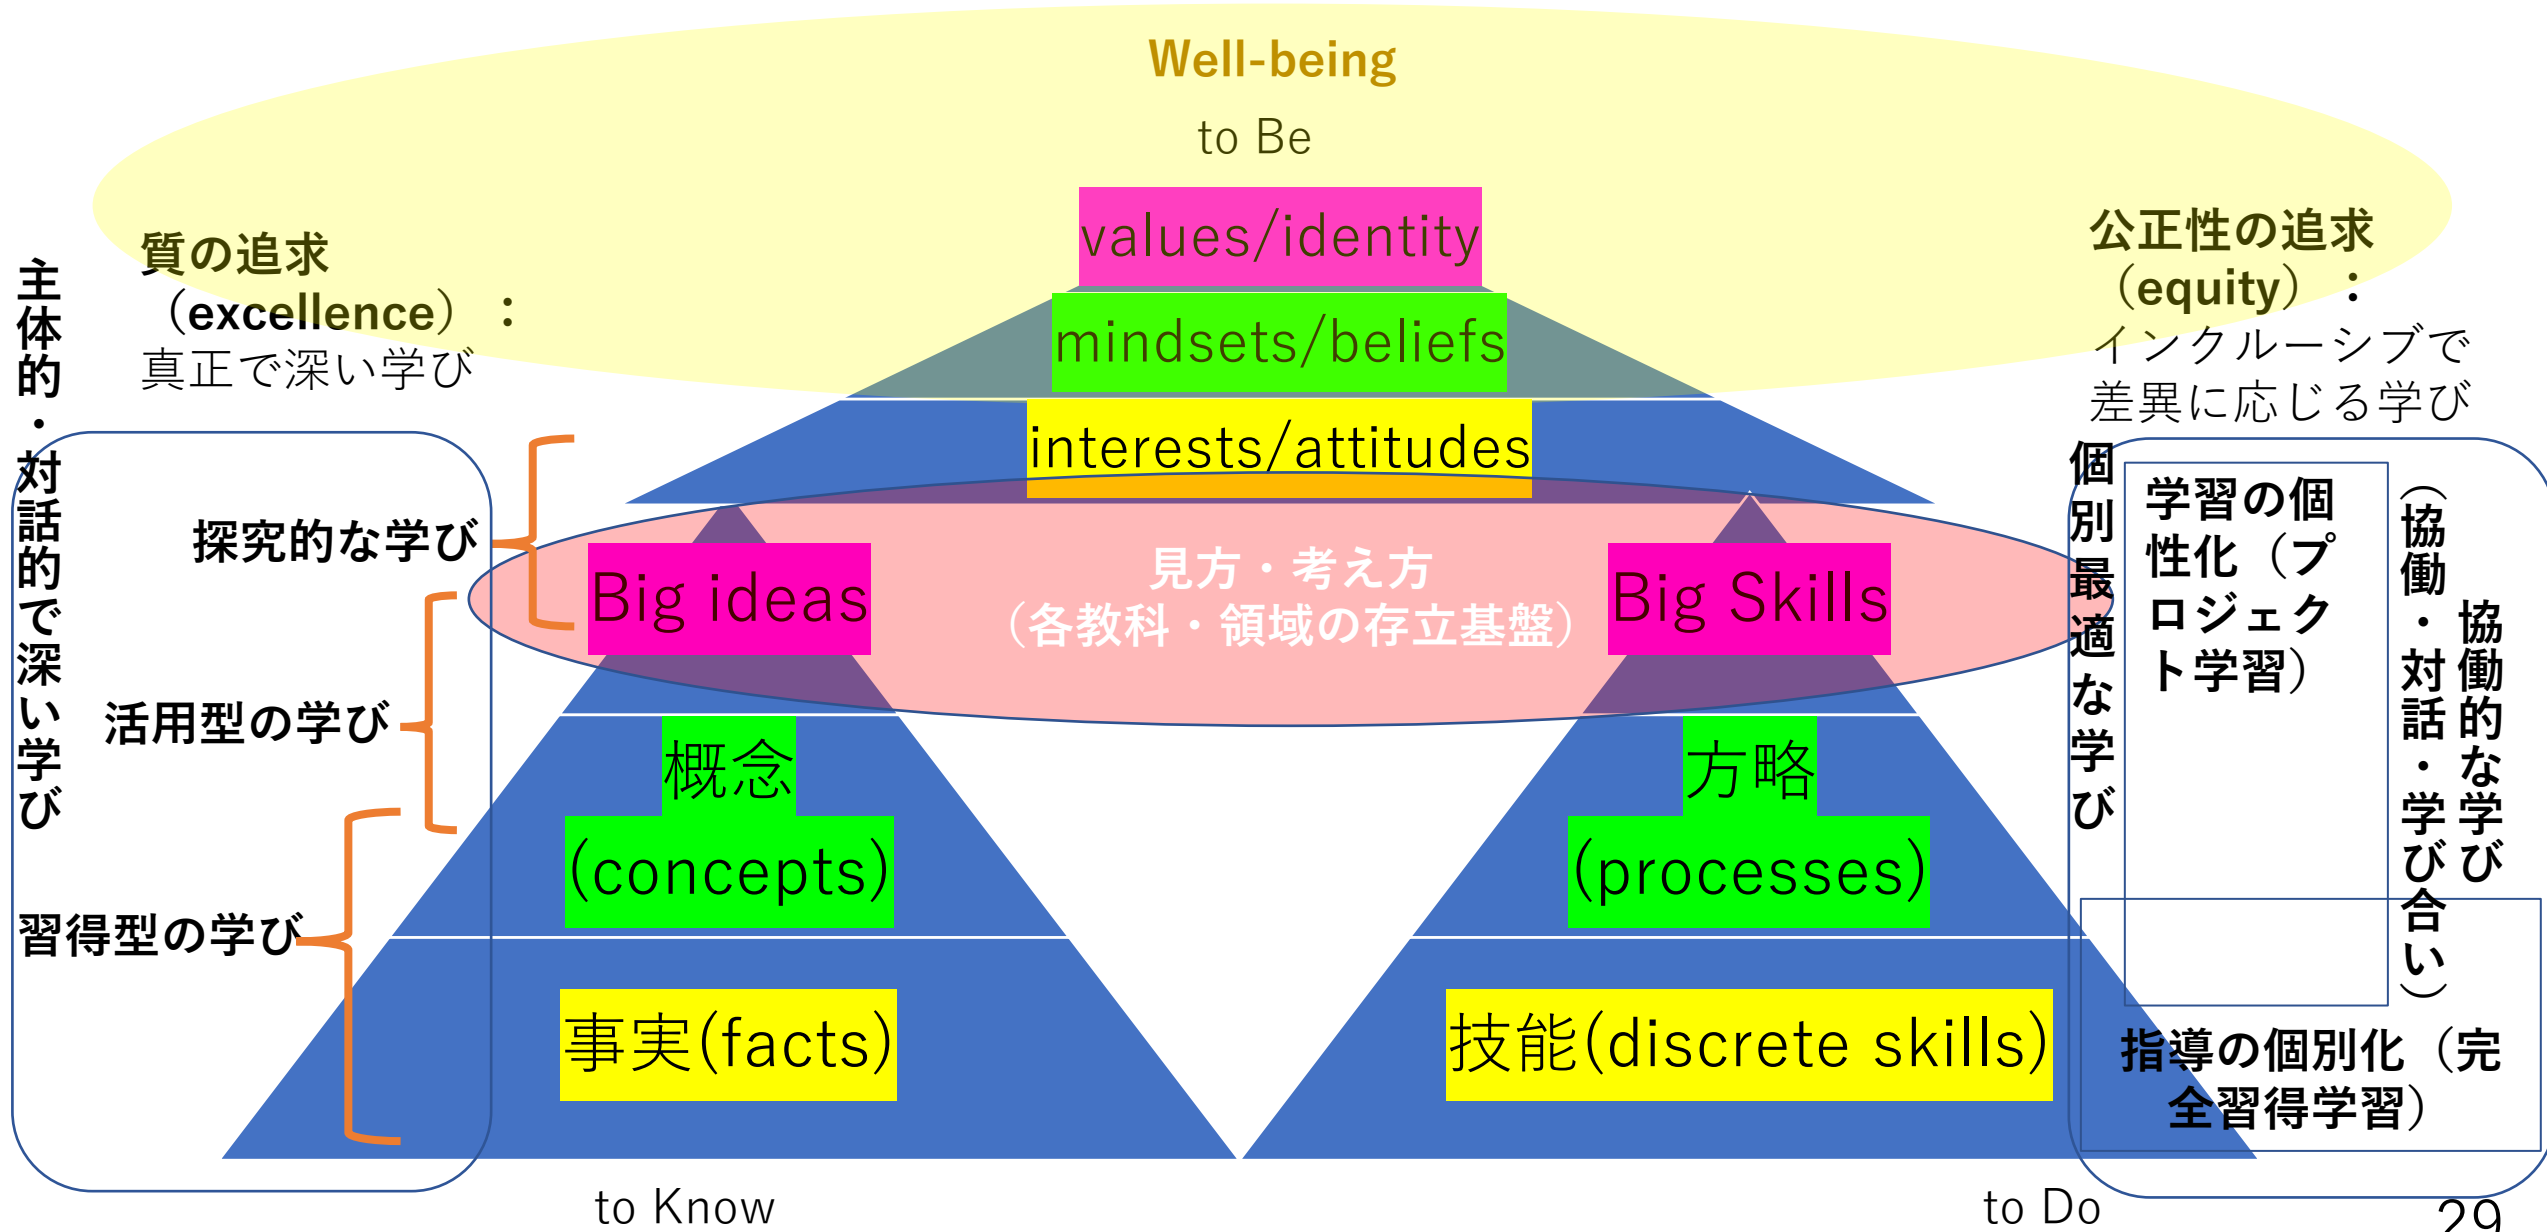 Well-being
to Be
values/identity
mindsets/beliefs
interests/attitudes
質の追求
（excellence）：
真正で深い学び
公正性の追求
（equity）：
インクルーシブで
差異に応じる学び
主体的・対話的で深い学び
探究的な学び
活用型の学び
習得型の学び
Big ideas
見方・考え方
（各教科・領域の存立基盤）
Big Skills
概念
(concepts)
事実(facts)
方略
(processes)
技能(discrete skills)
個別最適な学び
学習の個
性化（プ
ロジェク
ト学習）
協働的な学び
（協働・対話・学び合い）
指導の個別化（完
全習得学習）
to Know
to Do
29